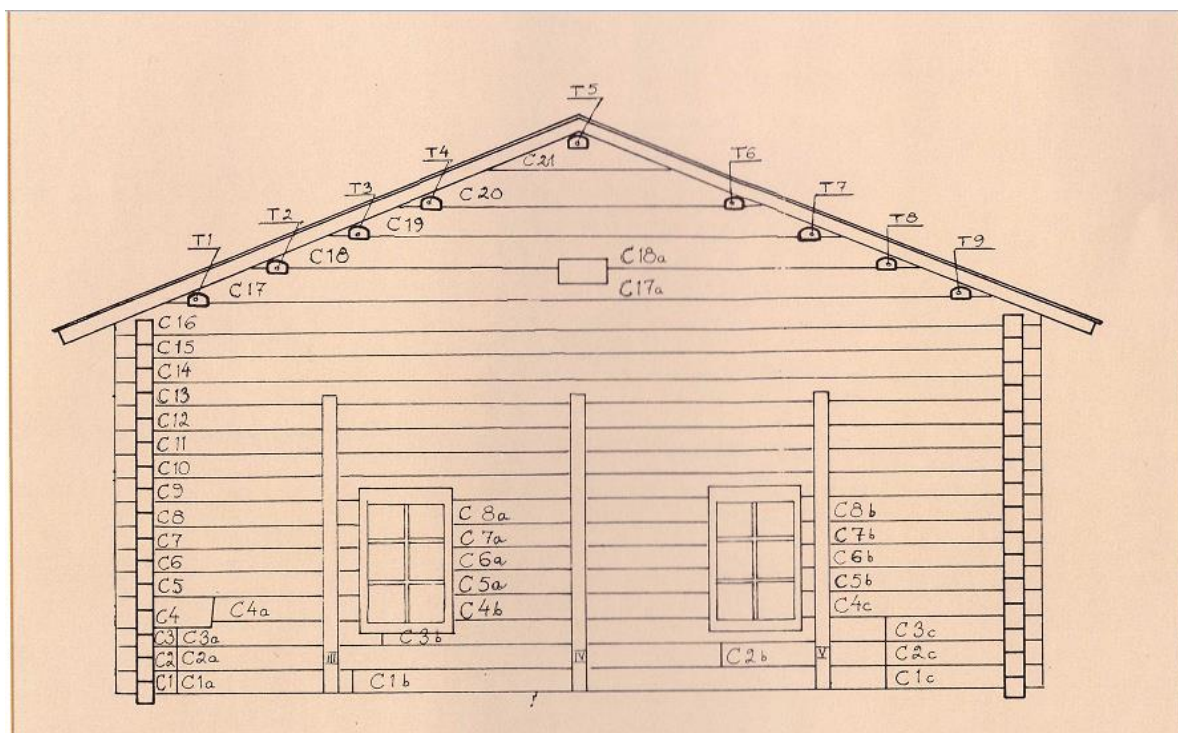 T5
T4 T6
T3 T7
T2 T8
T1 T9
C21
C20
C19
C18 C18a
C17 C17a
C16
C15
C14
C13
C12
C11
C10
C9
C8 C8a C8b
C7 C7a C7b
C6 C6a C6b
C5 C5a C5b
C4 C4a C4b C4c
C3 C3a C3b C3c
C2 C2a III IV C2b V C2c
C1 C1a C1b C1c